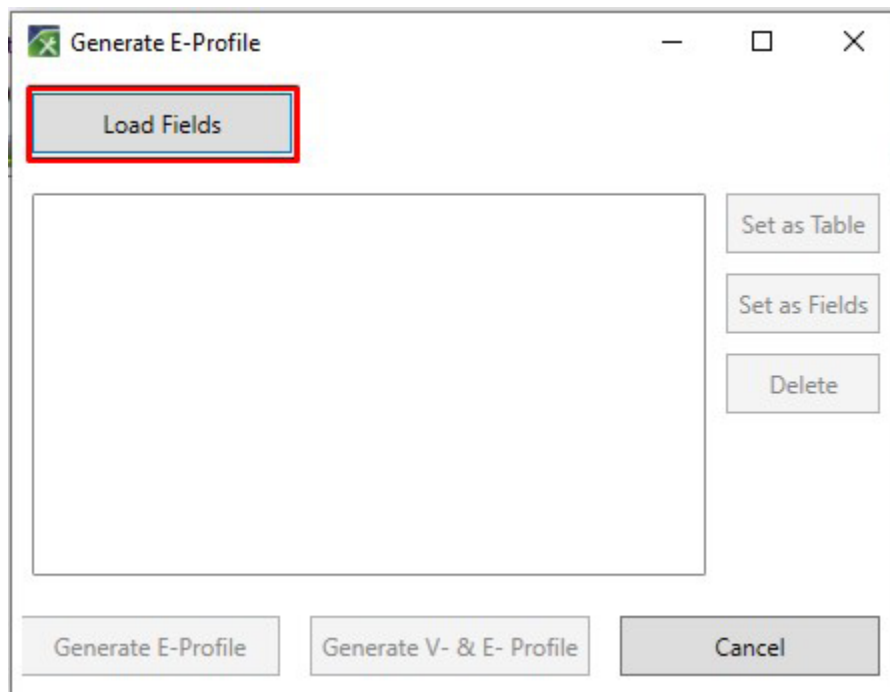 Generate E-Profile
Load Fields
Set as Table
Set as Fields
Delete
Generate E-Profile
Generate V- & E- Profile
Cancel